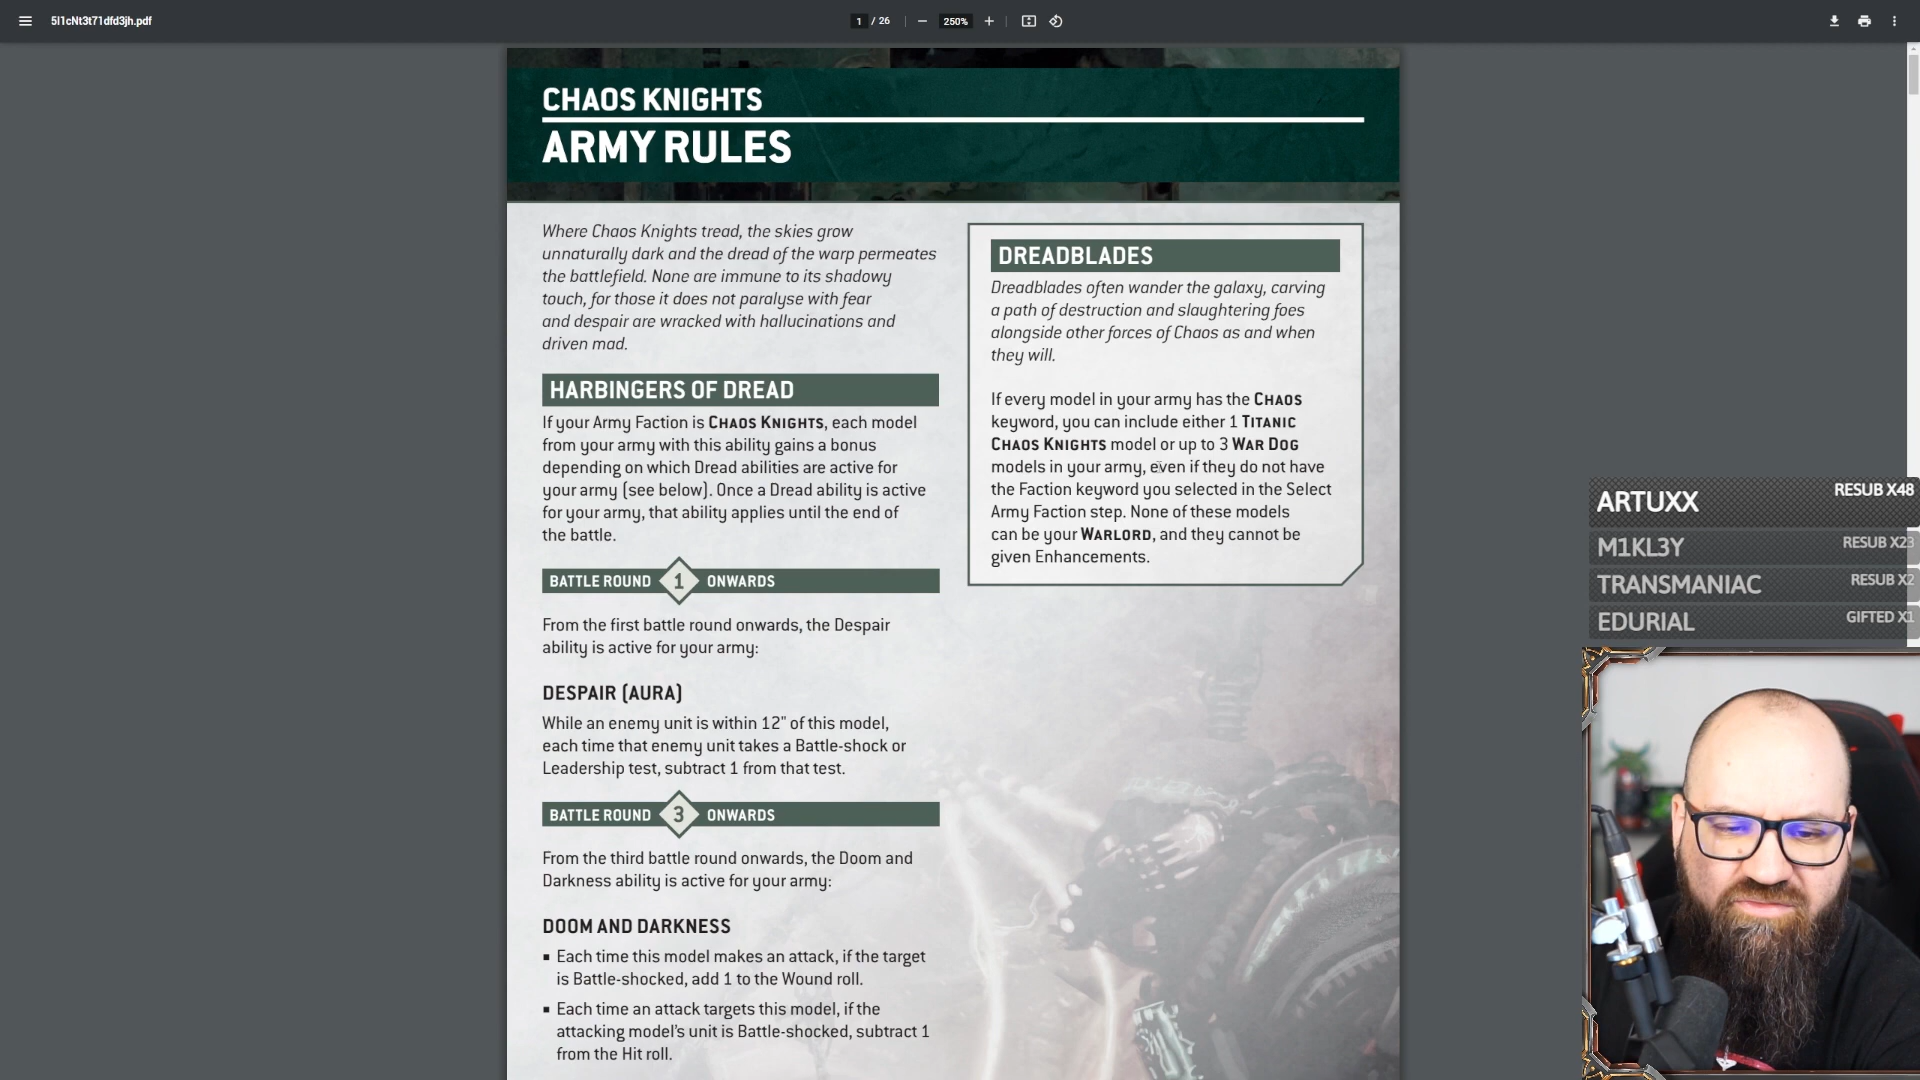 5l1cNt3t71dfd3jh.pdf
1 / 26
250%
CHAOS KNIGHTS
ARMY RULES
Where Chaos Knights tread, the skies grow
unnaturally dark and the dread of the warp permeates
the battlefield. None are immune to its shadowy
touch, for those it does not paralyse with fear
and despair are wracked with hallucinations and
driven mad.
HARBINGERS OF DREAD
If your Army Faction is CHAOS KNIGHTS, each model
from your army with this ability gains a bonus
depending on which Dread abilities are active for
your army (see below). Once a Dread ability is active
for your army, that ability applies until the end of
the battle.
BATTLE ROUND 1 ONWARDS
From the first battle round onwards, the Despair
ability is active for your army:
DESPAIR (AURA)
While an enemy unit is within 12" of this model,
each time that enemy unit takes a Battle-shock or
Leadership test, subtract 1 from that test.
BATTLE ROUND 3 ONWARDS
From the third battle round onwards, the Doom and
Darkness ability is active for your army:
DOOM AND DARKNESS
▪ Each time this model makes an attack, if the target
is Battle-shocked, add 1 to the Wound roll.
▪ Each time an attack targets this model, if the
attacking model's unit is Battle-shocked, subtract 1
from the Hit roll.
DREADBLADES
Dreadblades often wander the galaxy, carving
a path of destruction and slaughtering foes
alongside other forces of Chaos as and when
they will.
If every model in your army has the CHAOS
keyword, you can include either 1 TITANIC
CHAOS KNIGHTS model or up to 3 WAR DOG
models in your army, even if they do not have
the Faction keyword you selected in the Select
Army Faction step. None of these models
can be your WARLORD, and they cannot be
given Enhancements.
ARTUXX RESUB X48
M1KL3Y RESUB X23
TRANSMANIAC RESUB X2
EDURIAL GIFTED X1